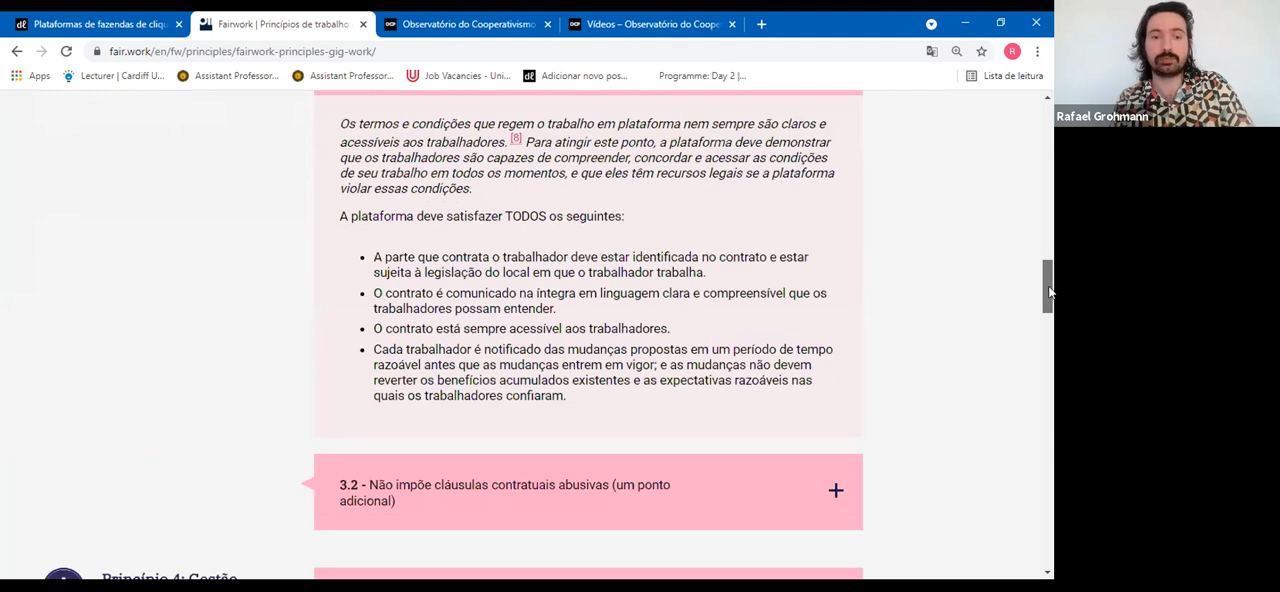 Plataformas de fazendas de cliqu
Fairwork | Princípios de trabalho
Observatório do Cooperativismo
Vídeos – Observatório do Coope
fair.work/en/fw/principles/fairwork-principles-gig-work/
R
Apps
Lecturer | Cardiff U...
Assistant Professor...
Assistant Professor...
Job Vacancies - Uni...
Adicionar novo pos...
Programme: Day 2 |...
Lista de leitura
Rafael Grohmann
Os termos e condições que regem o trabalho em plataforma nem sempre são claros e
acessíveis aos trabalhadores. [8] Para atingir este ponto, a plataforma deve demonstrar
que os trabalhadores são capazes de compreender, concordar e acessar as condições
de seu trabalho em todos os momentos, e que eles têm recursos legais se a plataforma
violar essas condições.
A plataforma deve satisfazer TODOS os seguintes:
• A parte que contrata o trabalhador deve estar identificada no contrato e estar
sujeita à legislação do local em que o trabalhador trabalha.
• O contrato é comunicado na íntegra em linguagem clara e compreensível que os
trabalhadores possam entender.
• O contrato está sempre acessível aos trabalhadores.
• Cada trabalhador é notificado das mudanças propostas em um período de tempo
razoável antes que as mudanças entrem em vigor; e as mudanças não devem
reverter os benefícios acumulados existentes e as expectativas razoáveis nas
quais os trabalhadores confiaram.
3.2 - Não impõe cláusulas contratuais abusivas (um ponto
adicional)
Princípio 4: Gestão